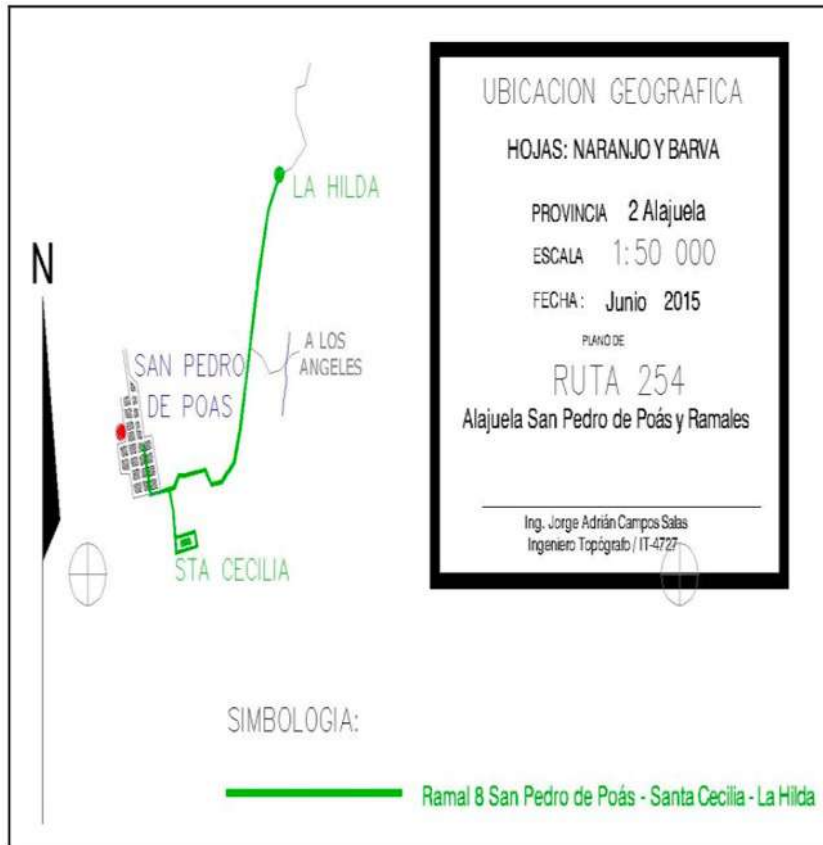 UBICACION GEOGRAFICA
HOJAS: NARANJO Y BARVA
PROVINCIA 2 Alajuela
ESCALA 1:50 000
FECHA: Junio 2015
PLANO DE
RUTA 254
Alajuela San Pedro de Poás y Ramales
Ing. Jorge Adrián Campos Salas
Ingeniero Topógrafo / IT-4727
LA HILDA
N
A LOS
ANGELES
SAN PEDRO
DE POAS
STA CECILIA
SIMBOLOGIA:
Ramal 8 San Pedro de Poás - Santa Cecilia - La Hilda